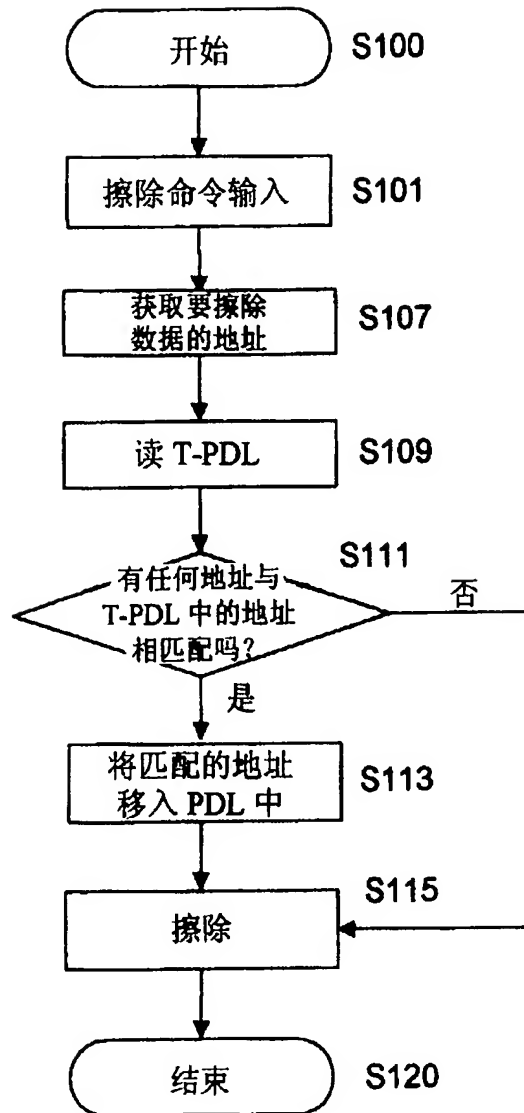 开始
S100
擦除命令输入
S101
获取要擦除
数据的地址
S107
读 T-PDL
S109
S111
有任何地址与
T-PDL 中的地址
相匹配吗?
否
是
将匹配的地址
移入 PDL 中
S113
S115
擦除
结束
S120